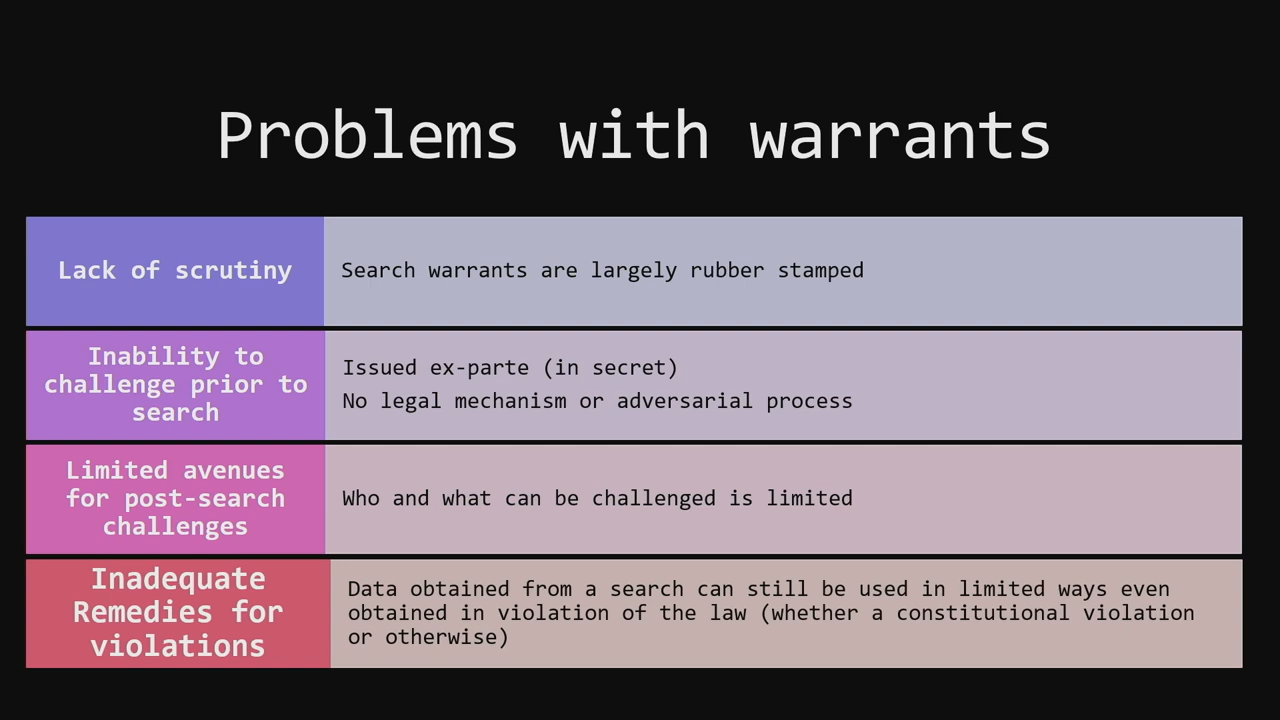 Problems with warrants
Lack of scrutiny
Search warrants are largely rubber stamped
Inability to
challenge prior to
search
Issued ex-parte (in secret)
No legal mechanism or adversarial process
Limited avenues
for post-search
challenges
Who and what can be challenged is limited
Inadequate
Remedies for
violations
Data obtained from a search can still be used in limited ways even
obtained in violation of the law (whether a constitutional violation
or otherwise)